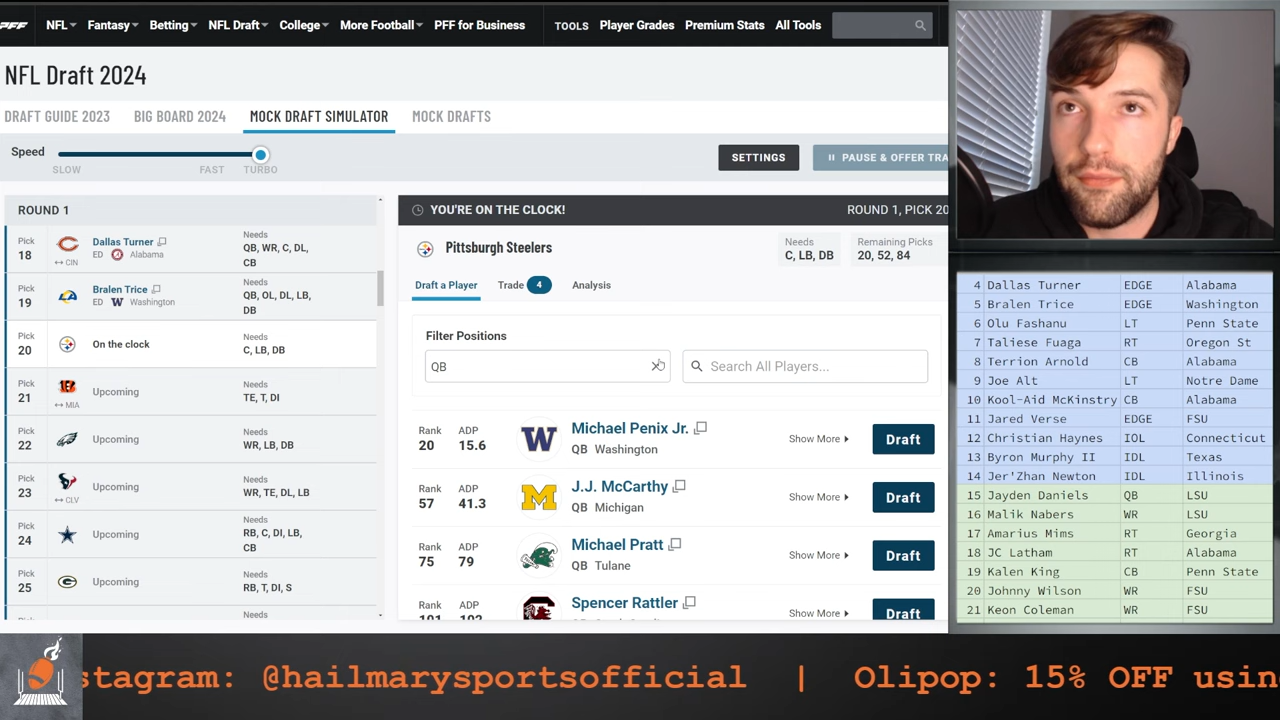 PFF NFL Fantasy Betting NFL Draft College More Football PFF for Business TOOLS Player Grades Premium Stats All Tools
NFL Draft 2024
DRAFT GUIDE 2023 BIG BOARD 2024 MOCK DRAFT SIMULATOR MOCK DRAFTS
Speed
SLOW FAST TURBO
SETTINGS
PAUSE & OFFER TRA
ROUND 1
Pick 18
CIN
Dallas Turner
ED Alabama
Needs
QB, WR, C, DL,
CB
Pick 19
Bralen Trice
ED W Washington
Needs
QB, OL, DL, LB,
DB
Pick 20
On the clock
Needs
C, LB, DB
Pick 21
MIA
Upcoming
Needs
TE, T, DI
Pick 22
Upcoming
Needs
WR, LB, DB
Pick 23
CLV
Upcoming
Needs
WR, TE, DL, LB
Pick 24
Upcoming
Needs
RB, C, DI, LB,
CB
Pick 25
Upcoming
Needs
RB, T, DI, S
Needs
YOU'RE ON THE CLOCK!
ROUND 1, PICK 20
Pittsburgh Steelers
Needs
C, LB, DB
Remaining Picks
20, 52, 84
Draft a Player Trade 4 Analysis
Filter Positions
QB
Search All Players...
Rank 20 ADP 15.6
W
Michael Penix Jr.
QB Washington
Show More
Draft
Rank 57 ADP 41.3
M
J.J. McCarthy
QB Michigan
Show More
Draft
Rank 75 ADP 79
Michael Pratt
QB Tulane
Show More
Draft
Rank ADP
Spencer Rattler
Show More
Draft
4 Dallas Turner EDGE Alabama
5 Bralen Trice EDGE Washington
6 Olu Fashanu LT Penn State
7 Taliese Fuaga RT Oregon St
8 Terrion Arnold CB Alabama
9 Joe Alt LT Notre Dame
10 Kool-Aid McKinstry CB Alabama
11 Jared Verse EDGE FSU
12 Christian Haynes IOL Connecticut
13 Byron Murphy II IDL Texas
14 Jer'Zhan Newton IDL Illinois
15 Jayden Daniels QB LSU
16 Malik Nabers WR LSU
17 Amarius Mims RT Georgia
18 JC Latham RT Alabama
19 Kalen King CB Penn State
20 Johnny Wilson WR FSU
21 Keon Coleman WR FSU
stagram: @hailmarysportsofficial | Olipop: 15% OFF usin